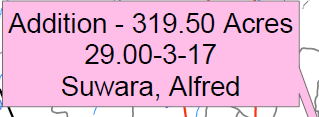 Addition - 319.50 Acres
29.00-3-17
Suwara, Alfred